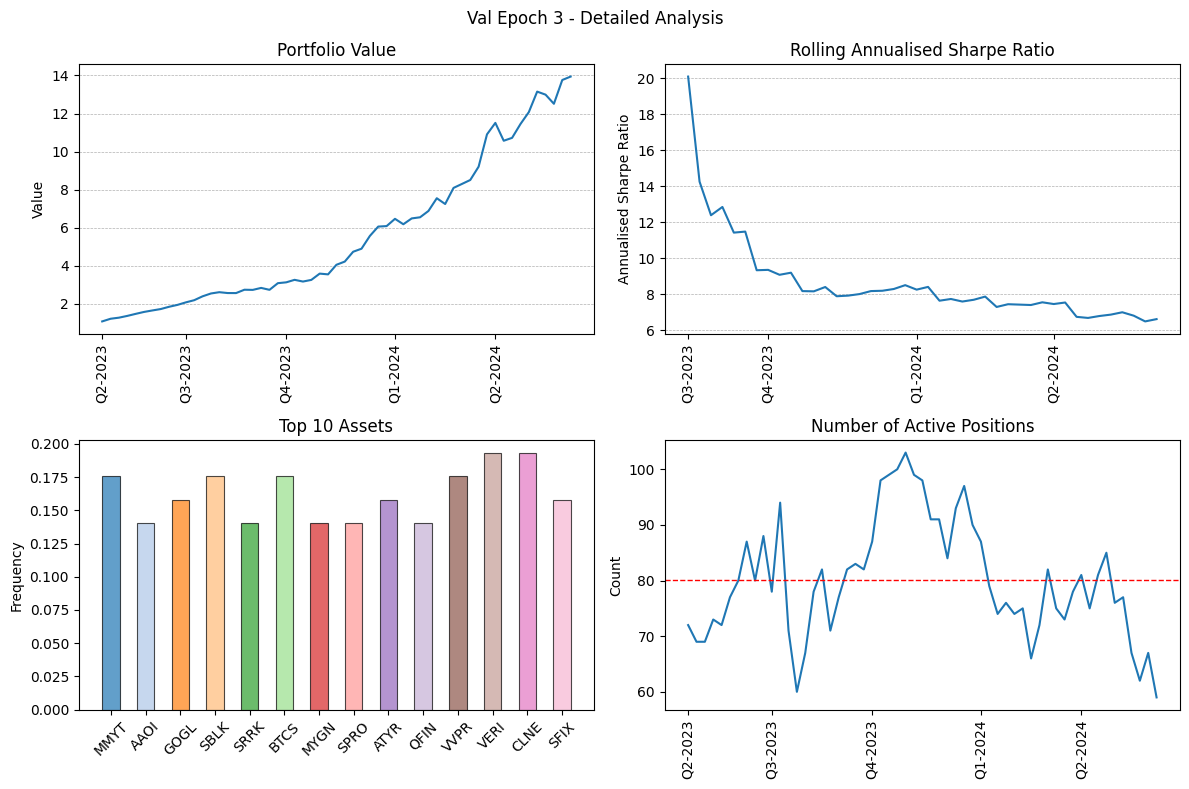 Val Epoch 3 - Detailed Analysis
Portfolio Value
Value
14
12
10
8
6
4
2
Q2-2023
Q3-2023
Q4-2023
Q1-2024
Q2-2024
Rolling Annualised Sharpe Ratio
Annualised Sharpe Ratio
20
18
16
14
12
10
8
6
Q3-2023
Q4-2023
Q1-2024
Q2-2024
Top 10 Assets
Frequency
0.200
0.175
0.150
0.125
0.100
0.075
0.050
0.025
0.000
MMYT
AAOI
GOGL
SBLK
SRRK
BTCS
MYGN
SPRO
ATYR
QFIN
VVPR
VERI
CLNE
SFIX
Number of Active Positions
Count
100
90
80
70
60
Q2-2023
Q3-2023
Q4-2023
Q1-2024
Q2-2024